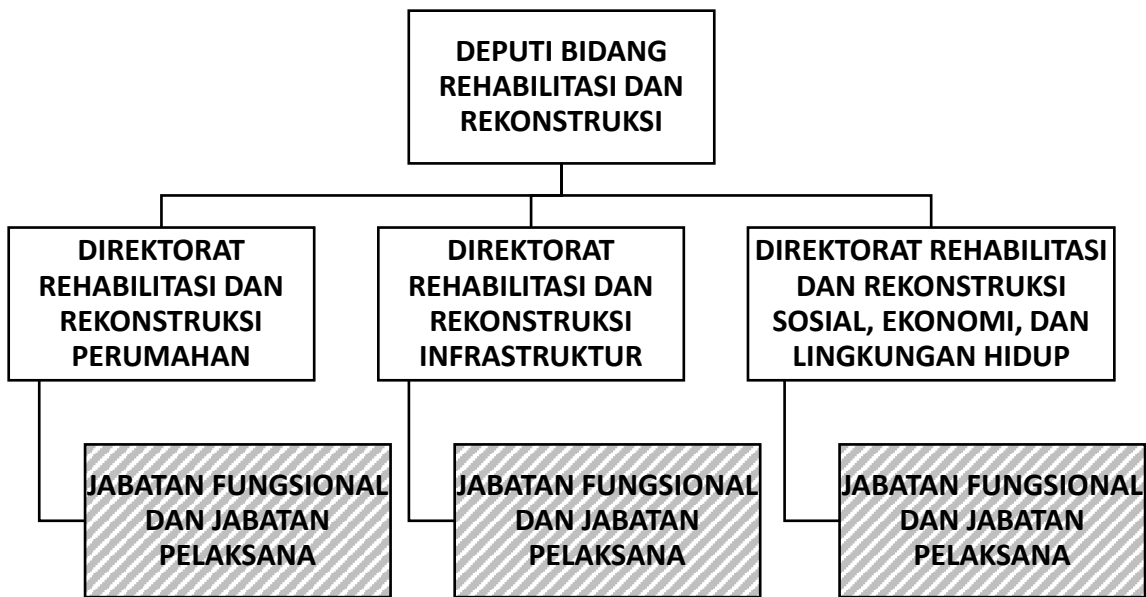 DEPUTI BIDANG
REHABILITASI DAN
REKONSTRUKSI
DIREKTORAT
REHABILITASI DAN
REKONSTRUKSI
PERUMAHAN
DIREKTORAT
REHABILITASI DAN
REKONSTRUKSI
INFRASTRUKTUR
DIREKTORAT REHABILITASI
DAN REKONSTRUKSI
SOSIAL, EKONOMI, DAN
LINGKUNGAN HIDUP
JABATAN FUNGSIONAL
DAN JABATAN
PELAKSANA
JABATAN FUNGSIONAL
DAN JABATAN
PELAKSANA
JABATAN FUNGSIONAL
DAN JABATAN
PELAKSANA